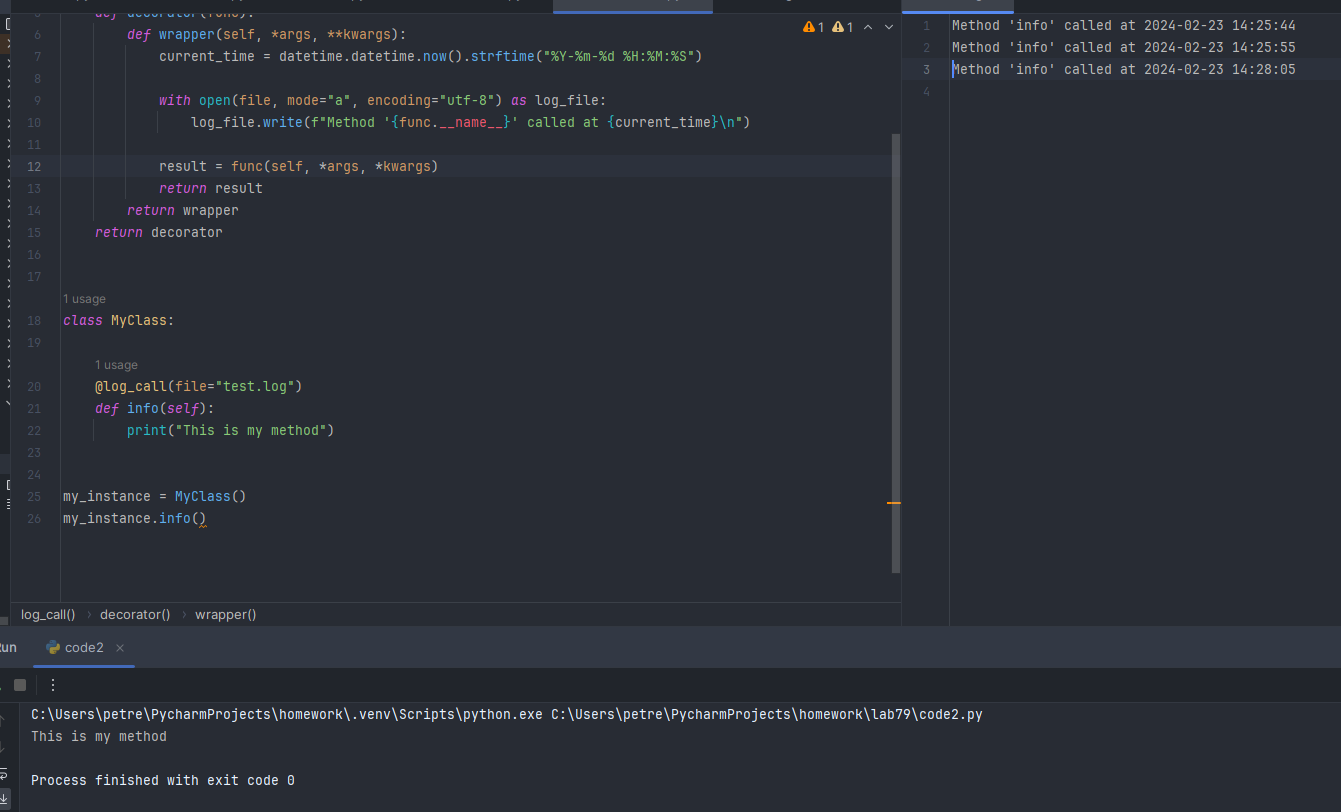 def decorator(func):
6 def wrapper(self, *args, **kwargs):
7 current_time = datetime.datetime.now().strftime("%Y-%m-%d %H:%M:%S")
8
9 with open(file, mode="a", encoding="utf-8") as log_file:
10 log_file.write(f"Method '{func.__name__}' called at {current_time}\n")
11
12 result = func(self, *args, *kwargs)
13 return result
14 return wrapper
15 return decorator
16
17
1 usage
18 class MyClass:
19
1 usage
20 @log_call(file="test.log")
21 def info(self):
22 print("This is my method")
23
24
25 my_instance = MyClass()
26 my_instance.info()
1 1
log_call() › decorator() › wrapper()
1 Method 'info' called at 2024-02-23 14:25:44
2 Method 'info' called at 2024-02-23 14:25:55
3 Method 'info' called at 2024-02-23 14:28:05
4
Run code2 ×
C:\Users\petre\PycharmProjects\homework\.venv\Scripts\python.exe C:\Users\petre\PycharmProjects\homework\lab79\code2.py
This is my method
Process finished with exit code 0